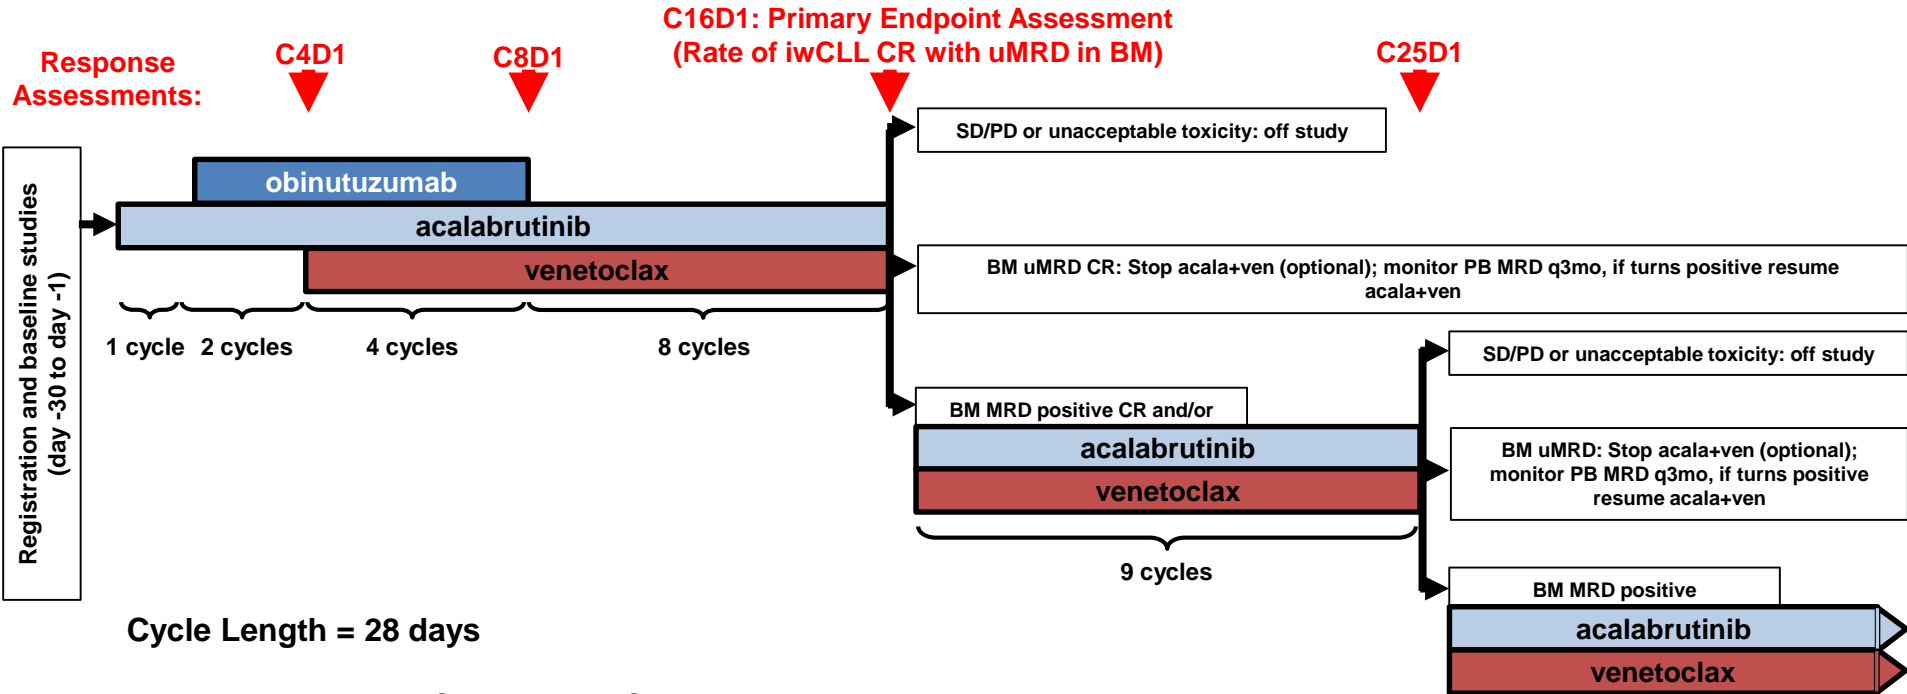 C16D1: Primary Endpoint Assessment
(Rate of iwCLL CR with uMRD in BM)
Response
Assessments:
C4D1
C8D1
C25D1
Registration and baseline studies
(day -30 to day -1)
obinutuzumab
acalabrutinib
venetoclax
1 cycle
2 cycles
4 cycles
8 cycles
SD/PD or unacceptable toxicity: off study
BM uMRD CR: Stop acala+ven (optional); monitor PB MRD q3mo, if turns positive resume
acala+ven
BM MRD positive CR and/or
acalabrutinib
venetoclax
9 cycles
SD/PD or unacceptable toxicity: off study
BM uMRD: Stop acala+ven (optional);
monitor PB MRD q3mo, if turns positive
resume acala+ven
BM MRD positive
acalabrutinib
venetoclax
Cycle Length = 28 days